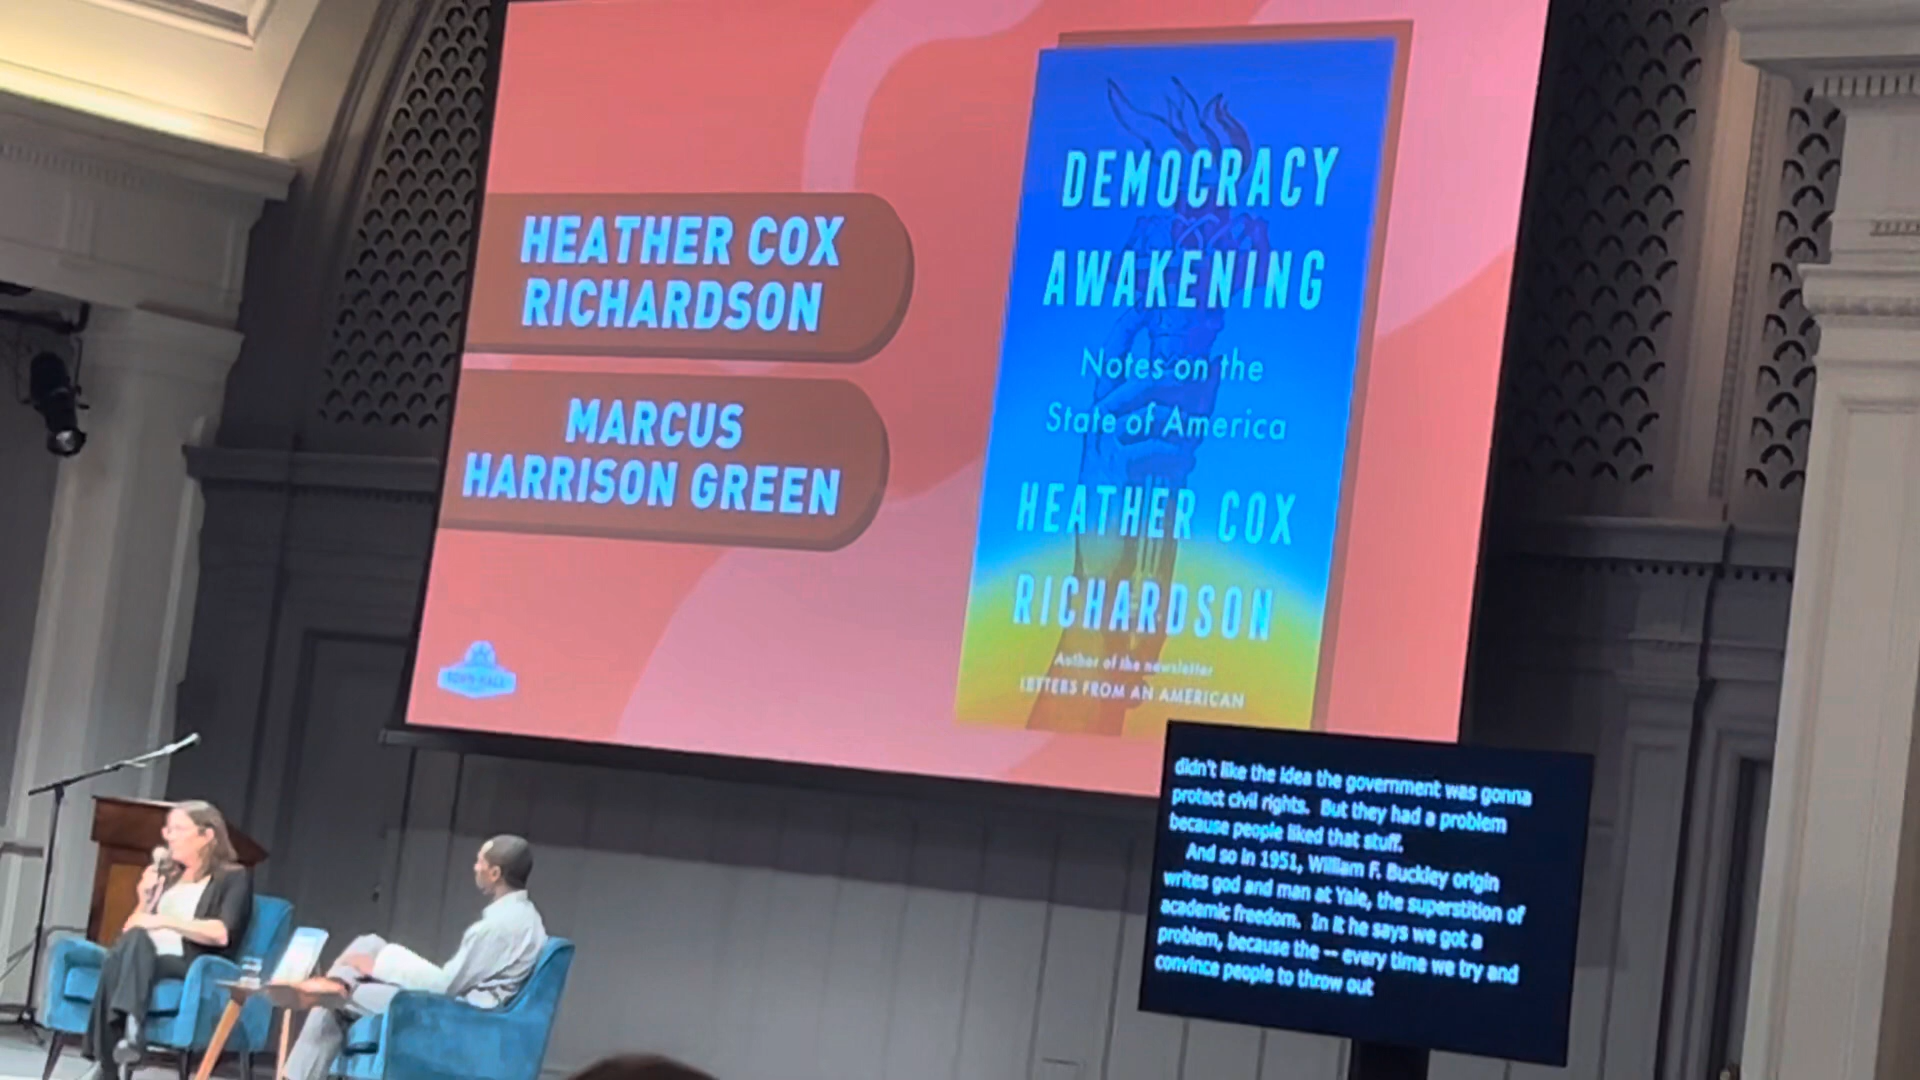 HEATHER COX
RICHARDSON
MARCUS
HARRISON GREEN
TOWN HALL
DEMOCRACY
AWAKENING
Notes on the
State of America
HEATHER COX
RICHARDSON
Author of the newsletter
LETTERS FROM AN AMERICAN
didn't like the idea the government was gonna
protect civil rights. But they had a problem
because people liked that stuff.
And so in 1951, William F. Buckley origin
writes god and man at Yale, the superstition of
academic freedom. In it he says we got a
problem, because the -- every time we try and
convince people to throw out